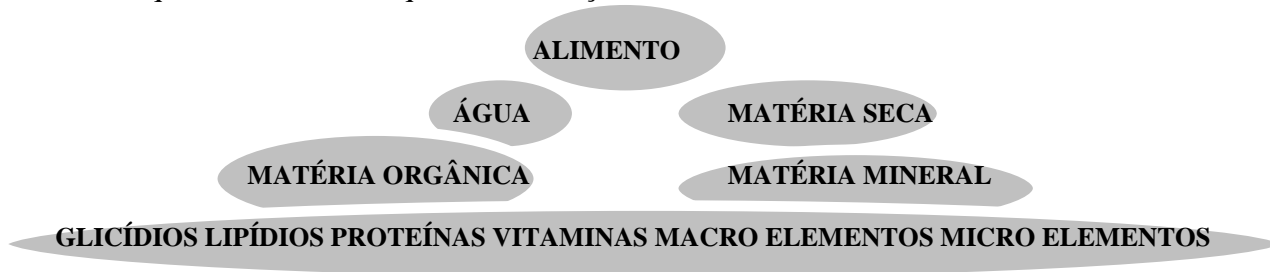 ALIMENTO
ÁGUA MATÉRIA SECA
MATÉRIA ORGÂNICA MATÉRIA MINERAL
GLICÍDIOS LIPÍDIOS PROTEÍNAS VITAMINAS MACRO ELEMENTOS MICRO ELEMENTOS